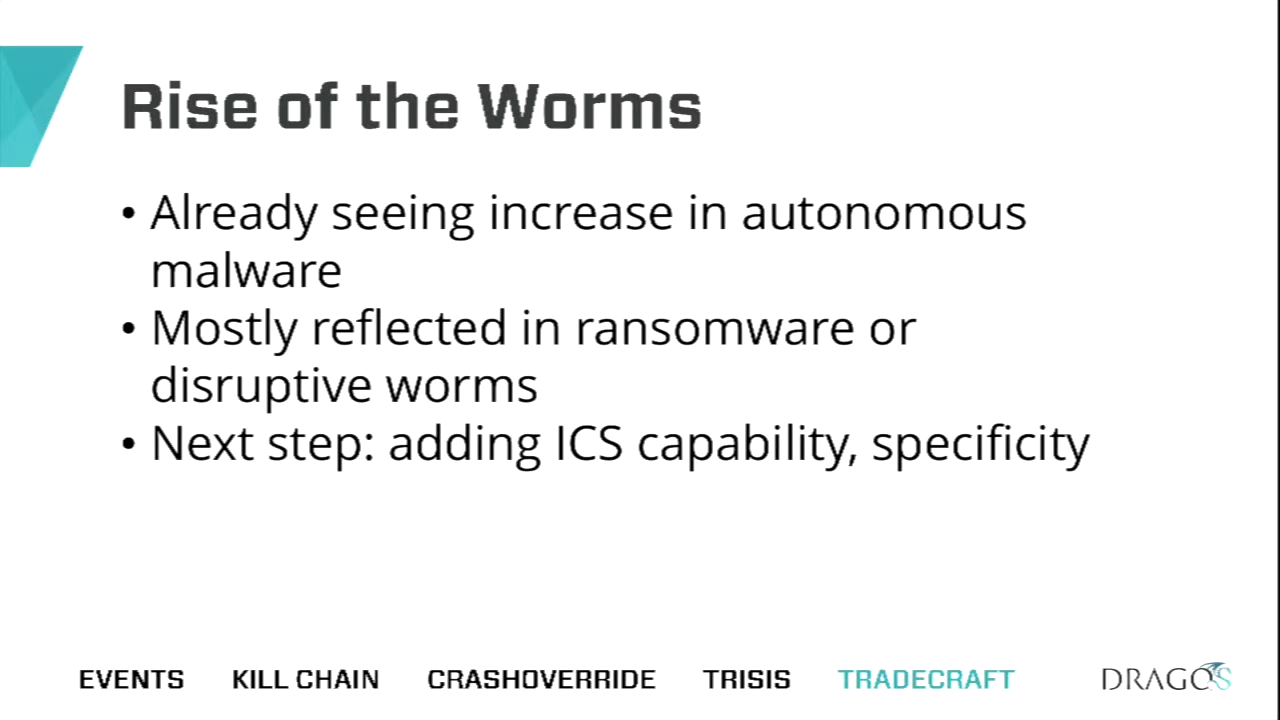 Rise of the Worms
• Already seeing increase in autonomous
malware
• Mostly reflected in ransomware or
disruptive worms
• Next step: adding ICS capability, specificity
EVENTS KILL CHAIN CRASHOVERRIDE TRISIS TRADECRAFT DRAGOS